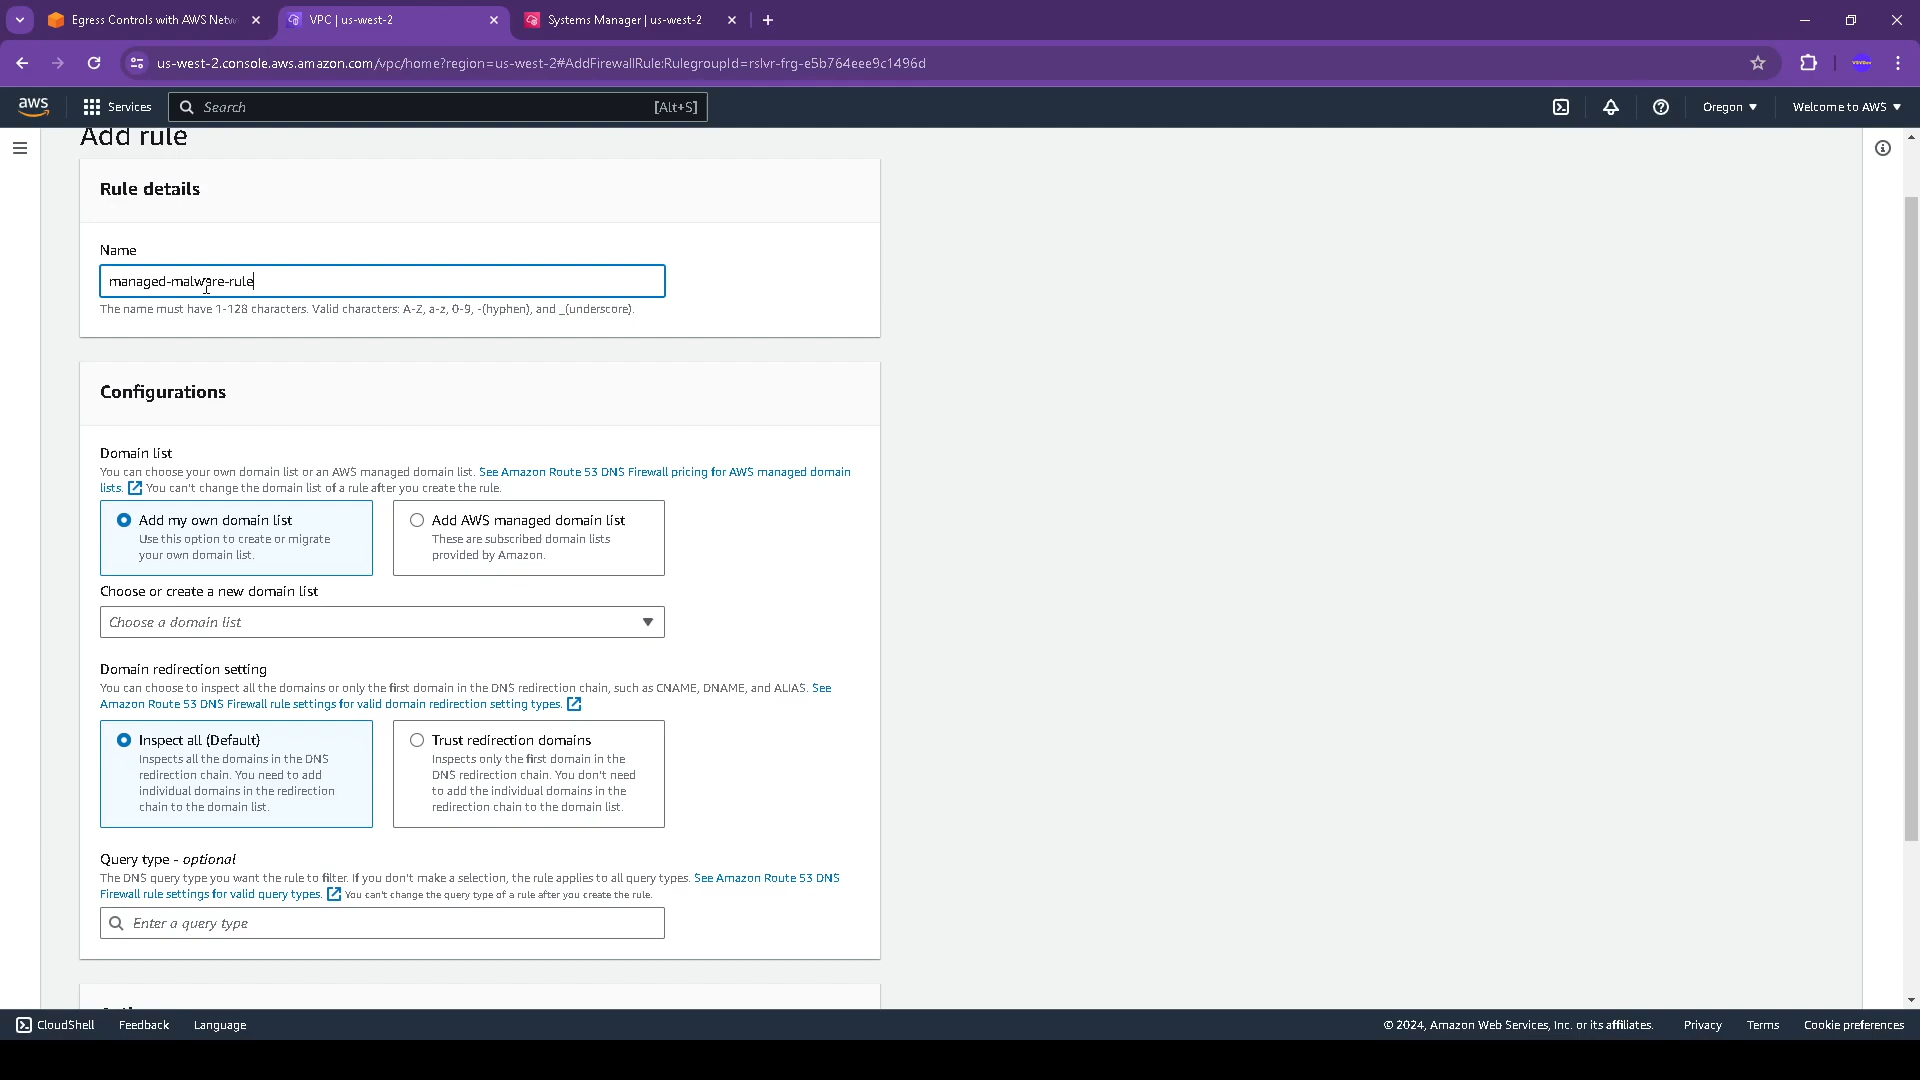 Egress Controls with AWS Netw
VPC | us-west-2
Systems Manager | us-west-2
us-west-2.console.aws.amazon.com/vpc/home?region=us-west-2#AddFirewallRule:RulegroupId=rslvr-frg-e5b764eee9c1496d
aws
Services
Search
[Alt+S]
Oregon
Welcome to AWS
Add rule
Rule details
Name
managed-malware-rule
The name must have 1-128 characters. Valid characters: A-Z, a-z, 0-9, -(hyphen), and _(underscore).
Configurations
Domain list
You can choose your own domain list or an AWS managed domain list. See Amazon Route 53 DNS Firewall pricing for AWS managed domain
lists. You can't change the domain list of a rule after you create the rule.
Add my own domain list
Use this option to create or migrate
your own domain list.
Add AWS managed domain list
These are subscribed domain lists
provided by Amazon.
Choose or create a new domain list
Choose a domain list
Domain redirection setting
You can choose to inspect all the domains or only the first domain in the DNS redirection chain, such as CNAME, DNAME, and ALIAS. See
Amazon Route 53 DNS Firewall rule settings for valid domain redirection setting types.
Inspect all (Default)
Inspects all the domains in the DNS
redirection chain. You need to add
individual domains in the redirection
chain to the domain list.
Trust redirection domains
Inspects only the first domain in the
DNS redirection chain. You don't need
to add the individual domains in the
redirection chain to the domain list.
Query type - optional
The DNS query type you want the rule to filter. If you don't make a selection, the rule applies to all query types. See Amazon Route 53 DNS
Firewall rule settings for valid query types. You can't change the query type of a rule after you create the rule.
Enter a query type
CloudShell
Feedback
Language
© 2024, Amazon Web Services, Inc. or its affiliates.
Privacy
Terms
Cookie preferences